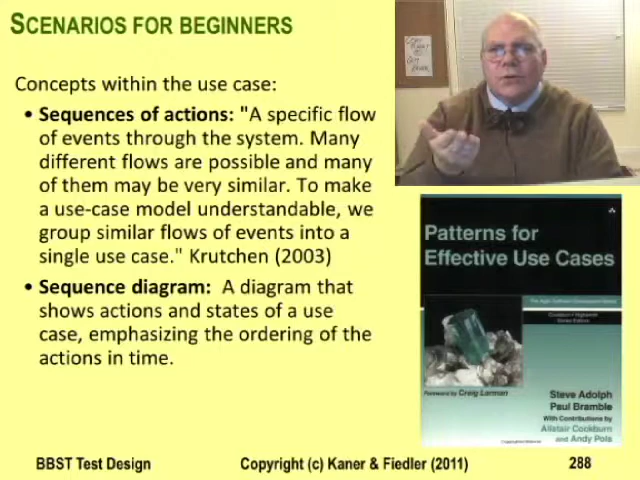 SCENARIOS FOR BEGINNERS
Concepts within the use case:
• Sequences of actions: "A specific flow
of events through the system. Many
different flows are possible and many
of them may be very similar. To make
a use-case model understandable, we
group similar flows of events into a
single use case." Krutchen (2003)
• Sequence diagram: A diagram that
shows actions and states of a use
case, emphasizing the ordering of the
actions in time.
Patterns for
Effective Use Cases
Foreword by Craig Larman
Steve Adolph
Paul Bramble
With Contributions by
Alistair Cockburn
and Andy Pols
BBST Test Design
Copyright (c) Kaner & Fiedler (2011)
288